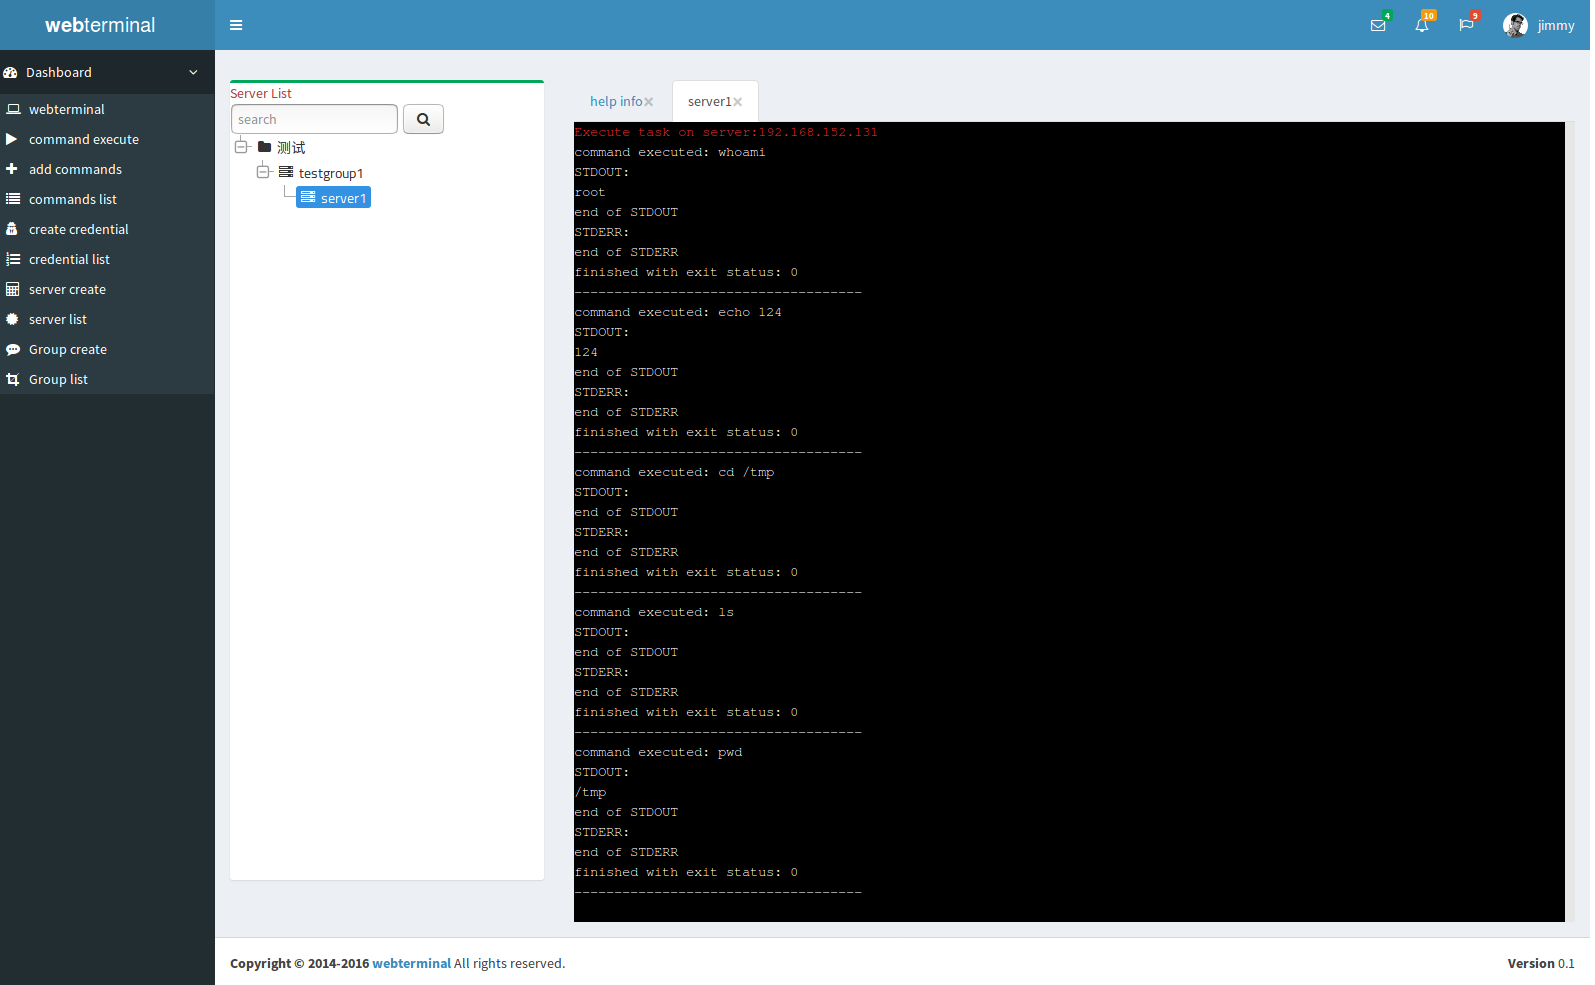 webterminal
4
10
9
jimmy
Dashboard
webterminal
command execute
add commands
commands list
create credential
credential list
server create
server list
Group create
Group list
Server List
search
测试
testgroup1
server1
help info×
server1×
Execute task on server:192.168.152.131
command executed: whoami
STDOUT:
root
end of STDOUT
STDERR:
end of STDERR
finished with exit status: 0
------------------------------------
command executed: echo 124
STDOUT:
124
end of STDOUT
STDERR:
end of STDERR
finished with exit status: 0
------------------------------------
command executed: cd /tmp
STDOUT:
end of STDOUT
STDERR:
end of STDERR
finished with exit status: 0
------------------------------------
command executed: ls
STDOUT:
end of STDOUT
STDERR:
end of STDERR
finished with exit status: 0
------------------------------------
command executed: pwd
STDOUT:
/tmp
end of STDOUT
STDERR:
end of STDERR
finished with exit status: 0
------------------------------------
Copyright © 2014-2016 webterminal All rights reserved.
Version 0.1